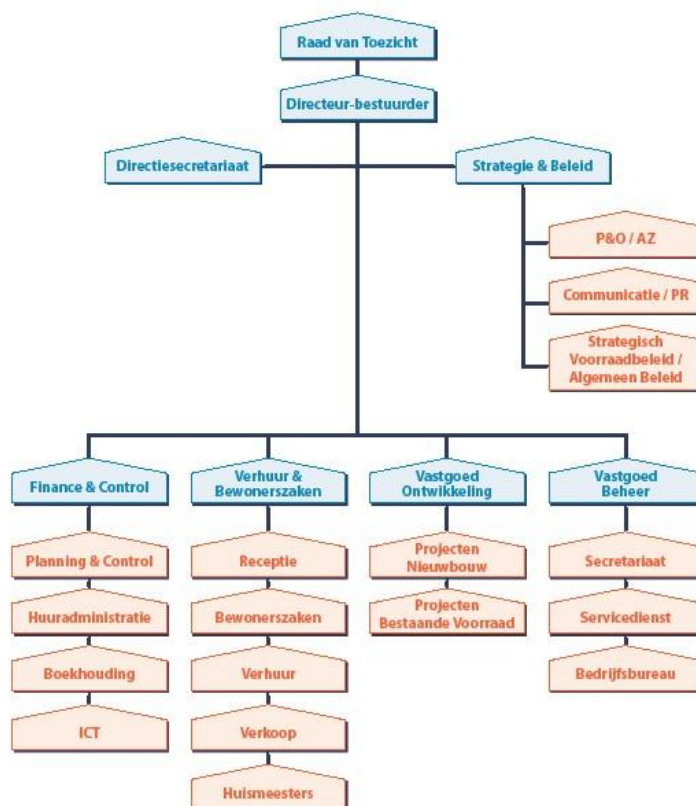 Raad van Toezicht
Directeur-bestuurder
Directiesecretariaat
Strategie & Beleid
P&O / AZ
Communicatie / PR
Strategisch
Voorraadbeleid /
Algemeen Beleid
Finance & Control
Planning & Control
Huuradministratie
Boekhouding
ICT
Verhuur &
Bewonerszaken
Receptie
Bewonerszaken
Verhuur
Verkoop
Huismeesters
Vastgoed
Ontwikkeling
Projecten
Nieuwbouw
Projecten
Bestaande Voorraad
Vastgoed
Beheer
Secretariaat
Servicedienst
Bedrijfsbureau